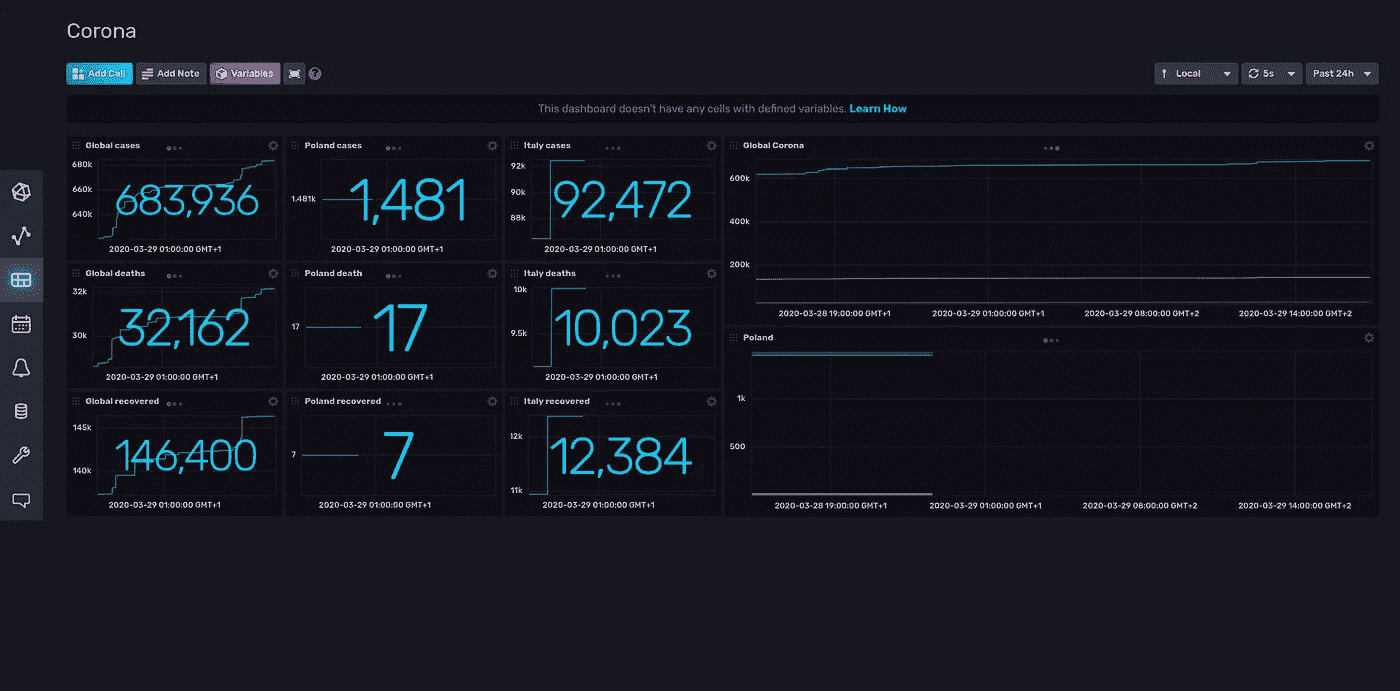 Corona
Add Cell Add Note Variables ? Local 5s Past 24h
This dashboard doesn't have any cells with defined variables. Learn How
Global cases
680k
660k
640k
683,936
2020-03-29 01:00:00 GMT+1
Poland cases
1.481k
1,481
2020-03-29 01:00:00 GMT+1
Italy cases
92k
90k
88k
92,472
2020-03-29 01:00:00 GMT+1
Global Corona
600k
400k
200k
2020-03-28 19:00:00 GMT+1 2020-03-29 01:00:00 GMT+1 2020-03-29 08:00:00 GMT+2 2020-03-29 14:00:00 GMT+2
Global deaths
32k
30k
32,162
2020-03-29 01:00:00 GMT+1
Poland death
17
17
2020-03-29 01:00:00 GMT+1
Italy deaths
10k
9.5k
10,023
2020-03-29 01:00:00 GMT+1
Poland
1k
500
2020-03-28 19:00:00 GMT+1 2020-03-29 01:00:00 GMT+1 2020-03-29 08:00:00 GMT+2 2020-03-29 14:00:00 GMT+2
Global recovered
145k
140k
146,400
2020-03-29 01:00:00 GMT+1
Poland recovered
7
7
2020-03-29 01:00:00 GMT+1
Italy recovered
12k
11k
12,384
2020-03-29 01:00:00 GMT+1